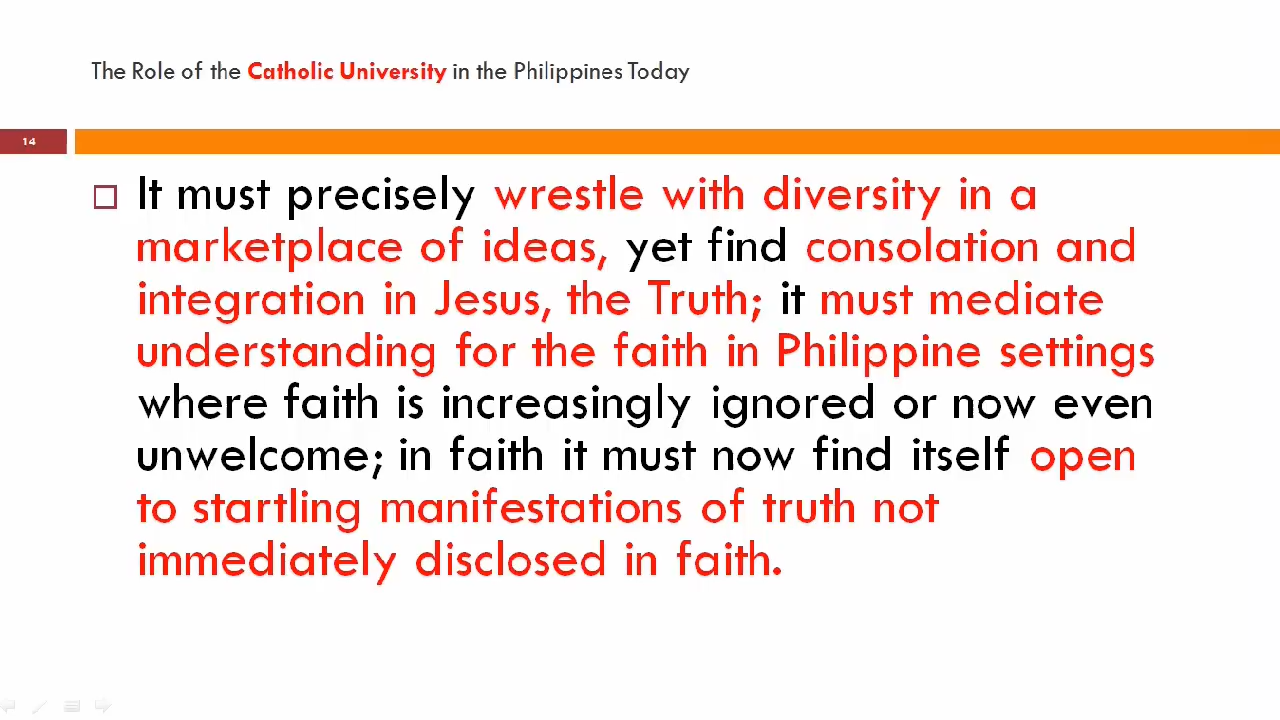 The Role of the Catholic University in the Philippines Today
14
It must precisely wrestle with diversity in a
marketplace of ideas, yet find consolation and
integration in Jesus, the Truth; it must mediate
understanding for the faith in Philippine settings
where faith is increasingly ignored or now even
unwelcome; in faith it must now find itself open
to startling manifestations of truth not
immediately disclosed in faith.